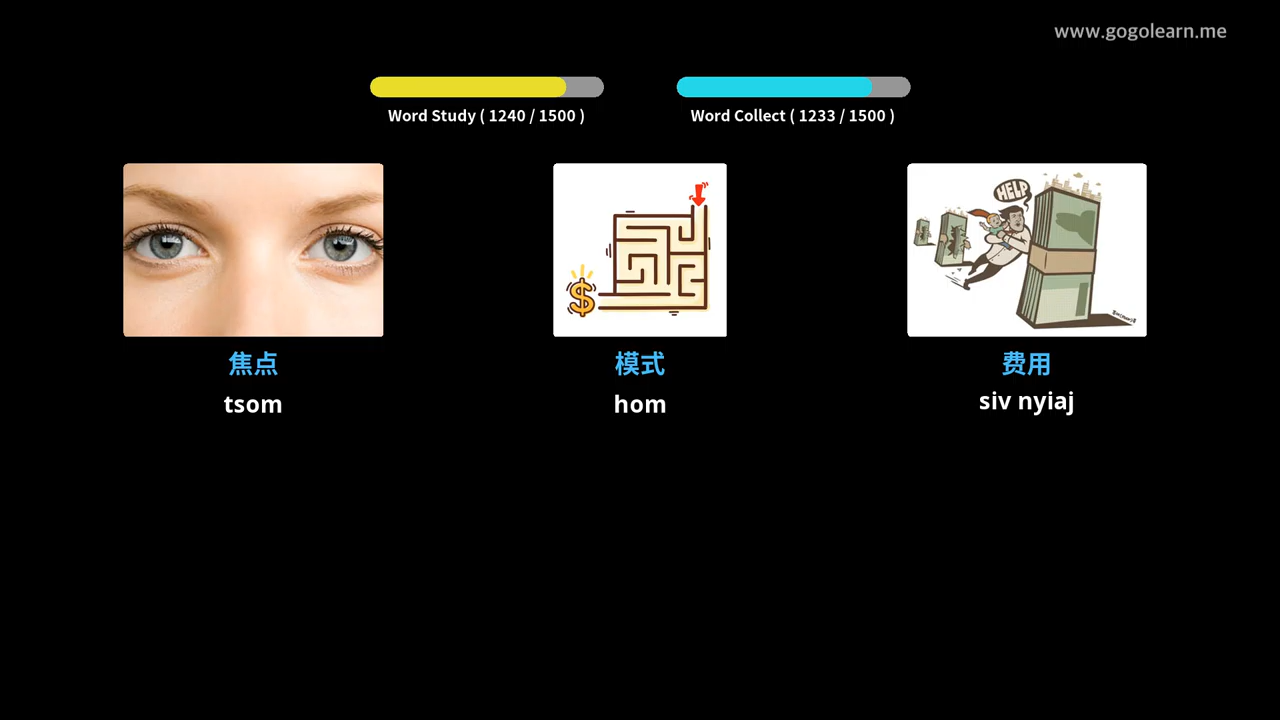 www.gogolearn.me
Word Study ( 1240 / 1500 )
Word Collect ( 1233 / 1500 )
HELP
焦点
模式
费用
tsom
hom
siv nyiaj